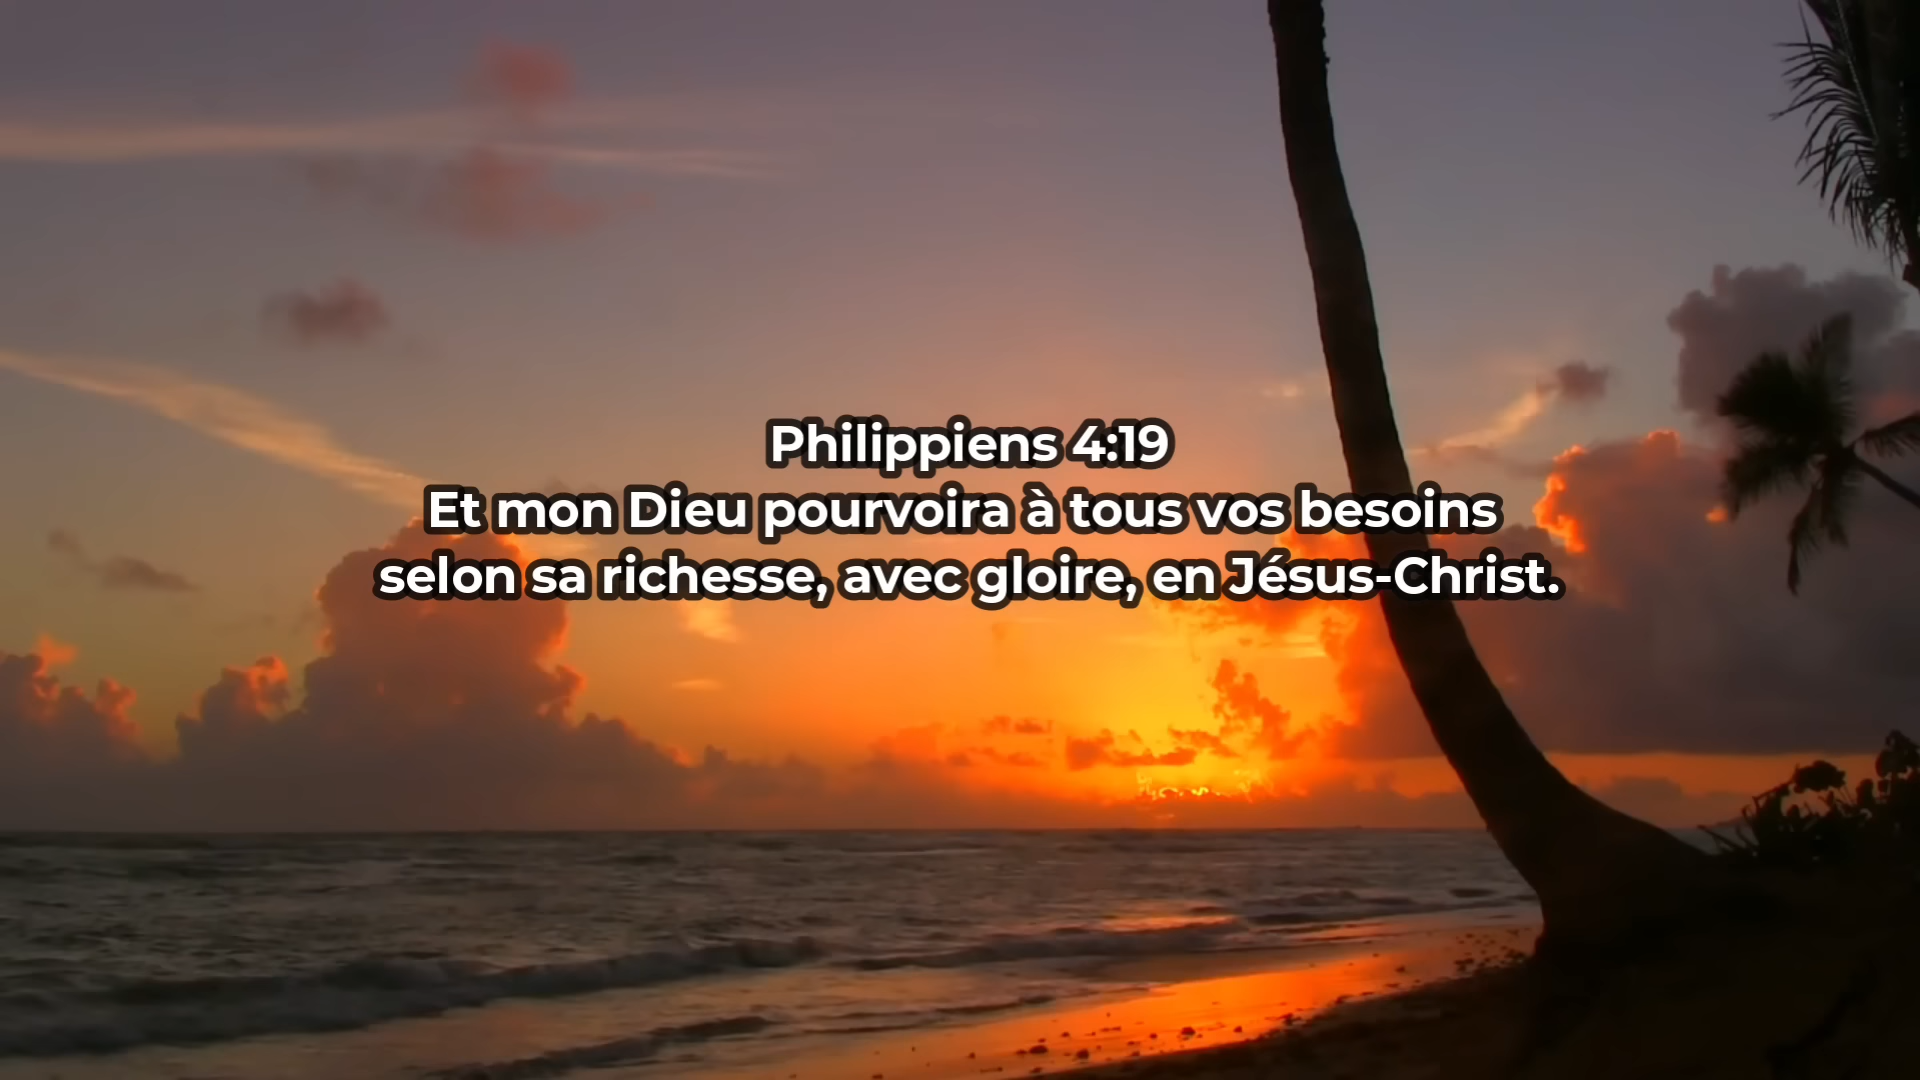 Philippiens 4:19
Et mon Dieu pourvoira à tous vos besoins
selon sa richesse, avec gloire, en Jésus-Christ.